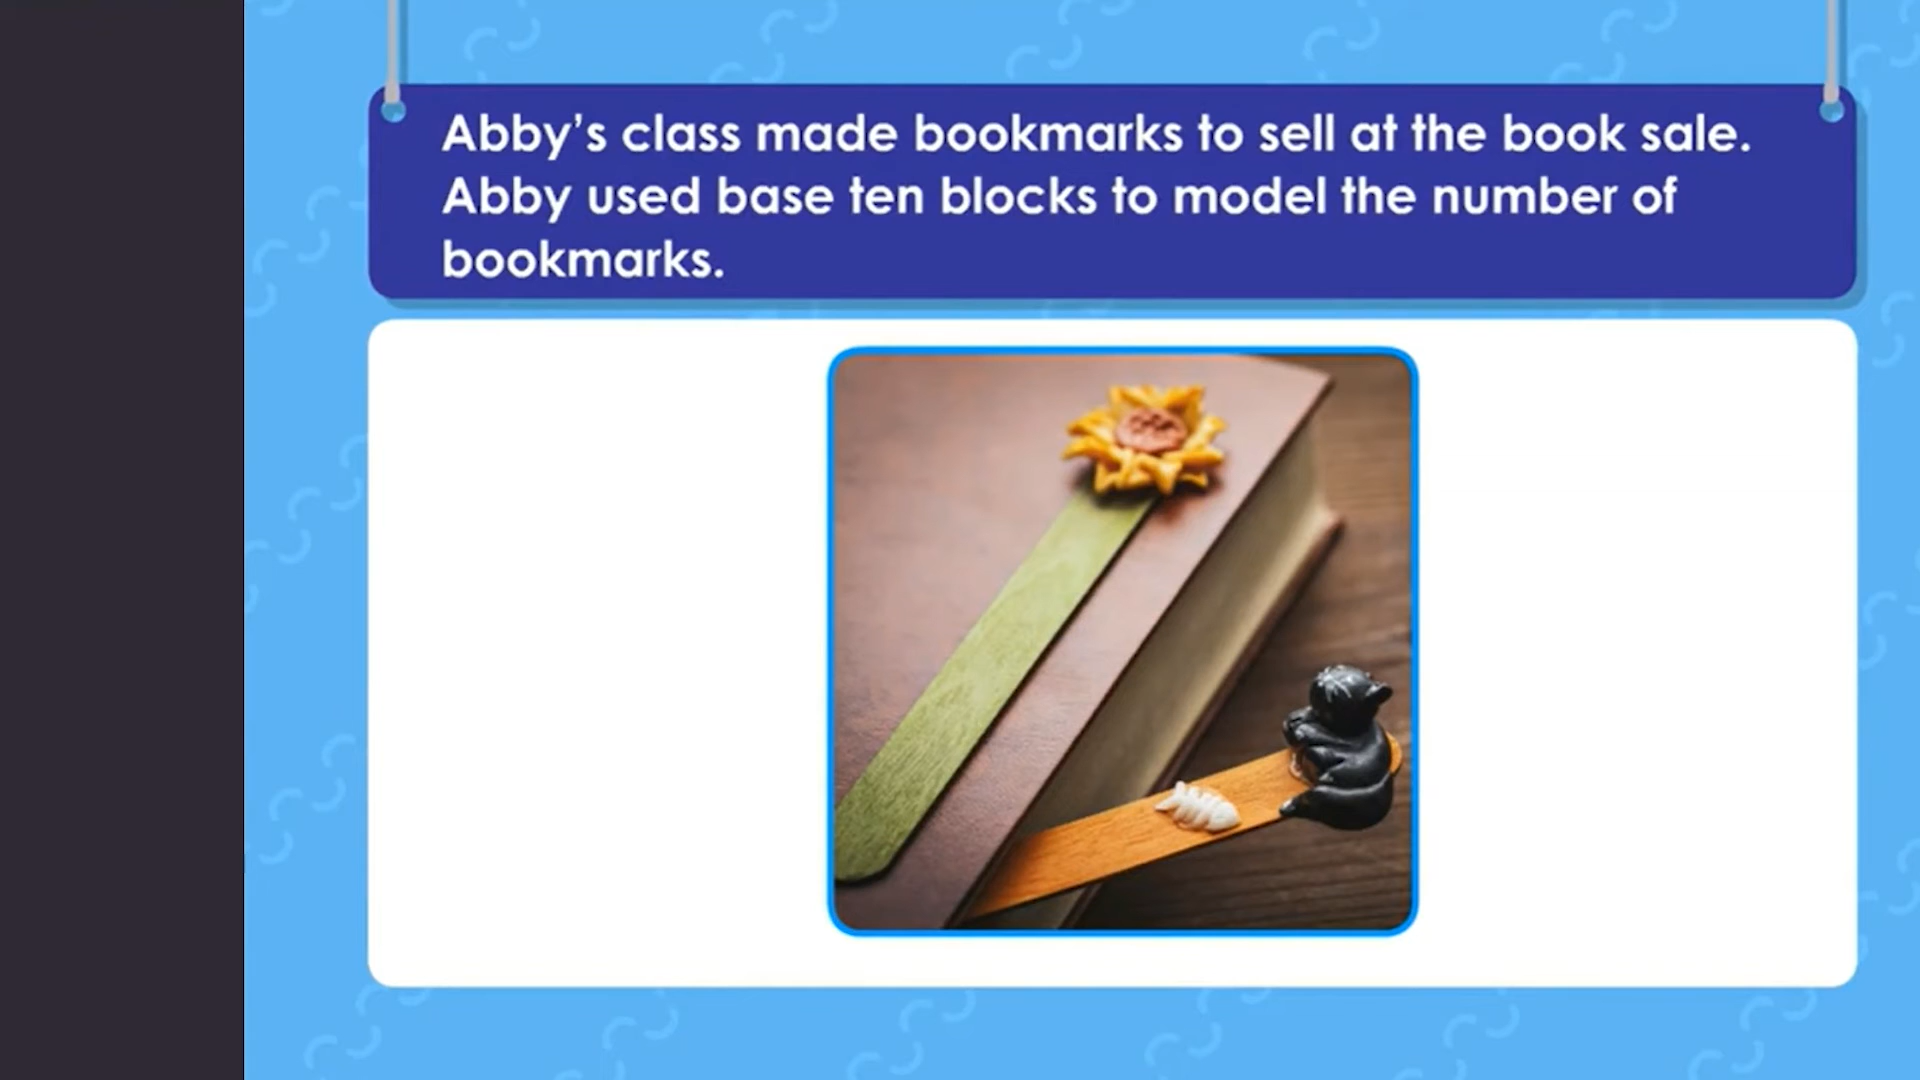 Abby’s class made bookmarks to sell at the book sale.
Abby used base ten blocks to model the number of
bookmarks.